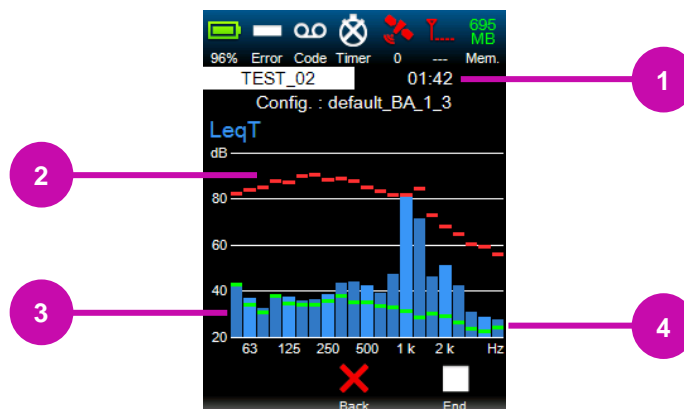 695
MB
96% Error Code Timer 0 --- Mem.
TEST_02 01:42
Config. : default_BA_1_3
LeqT
dB
80
60
40
20
63 125 250 500 1 k 2 k Hz
Back End
1
2
3
4